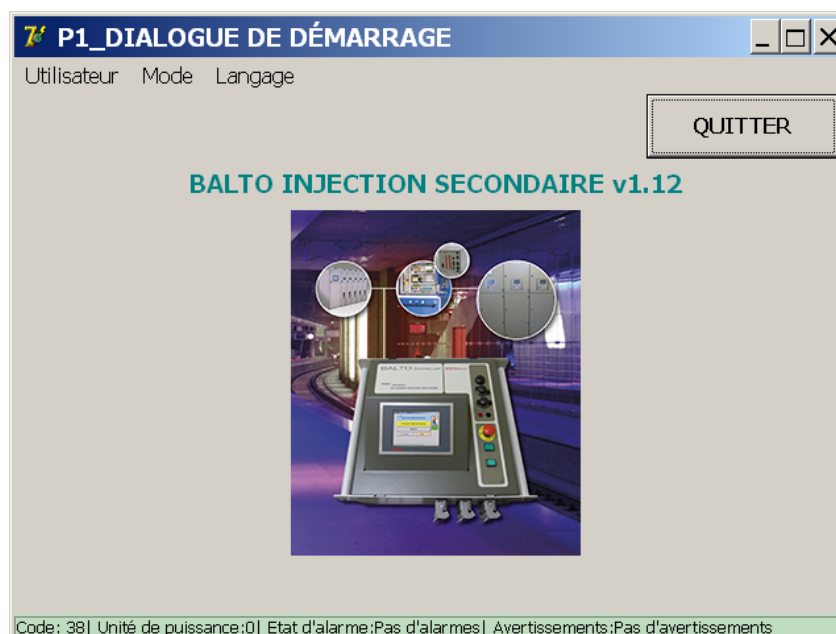 P1_DIALOGUE DE DÉMARRAGE
Utilisateur Mode Langage
QUITTER
BALTO INJECTION SECONDAIRE v1.12
BALTO
Code: 38| Unité de puissance:0| Etat d'alarme:Pas d'alarmes| Avertissements:Pas d'avertissements